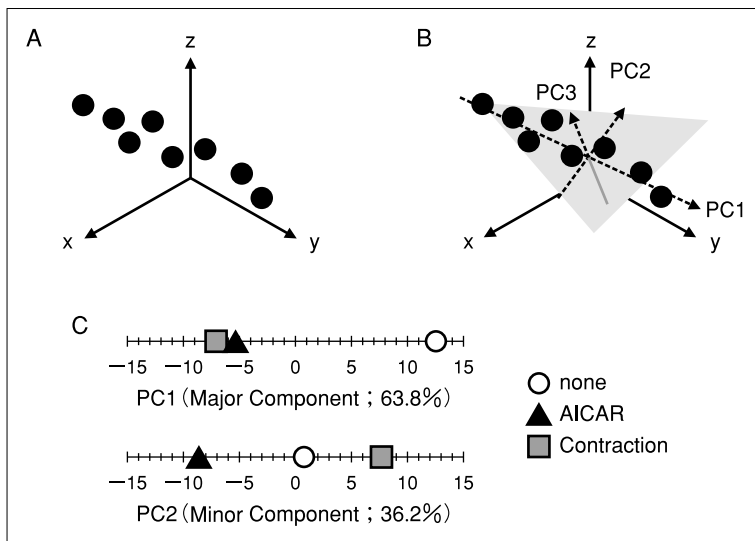 A
z
x
y
B
z
PC2
PC3
PC1
x
y
C
−15 −10 −5 0 5 10 15
PC1（Major Component；63.8％）
−15 −10 −5 0 5 10 15
PC2（Minor Component；36.2％）
none
AICAR
Contraction